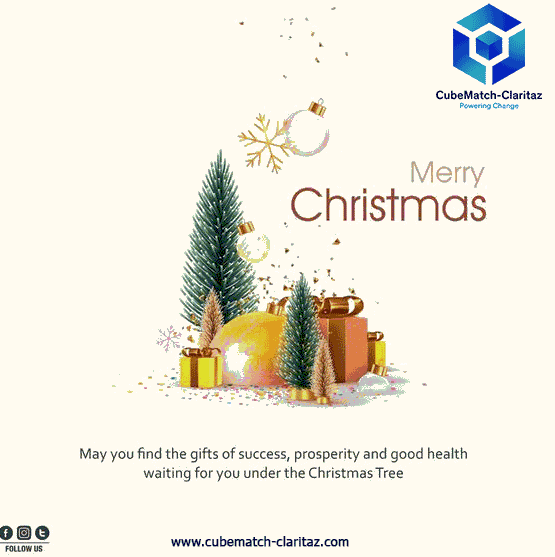 CubeMatch-Claritaz
Powering Change
Merry
Christmas
May you find the gifts of success, prosperity and good health
waiting for you under the Christmas Tree
FOLLOW US
www.cubematch-claritaz.com